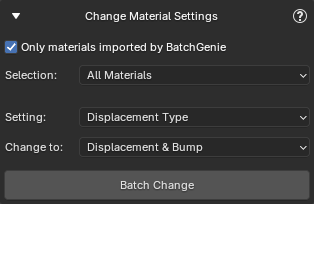 Change Material Settings
Only materials imported by BatchGenie
Selection: All Materials
Setting: Displacement Type
Change to: Displacement & Bump
Batch Change